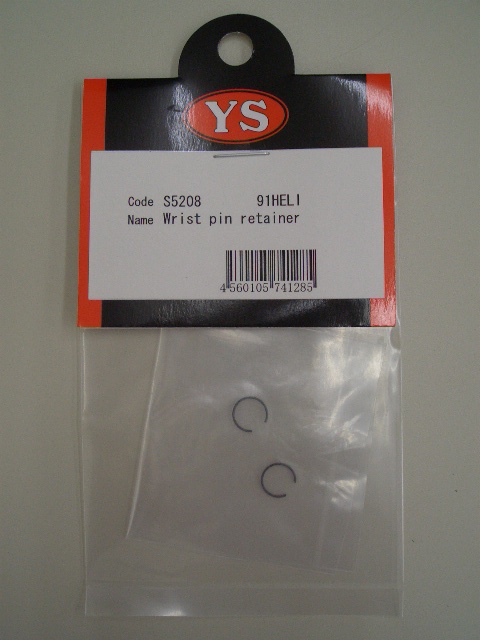 YS
Code S5208 91HELI
Name Wrist pin retainer
4 560105 741285